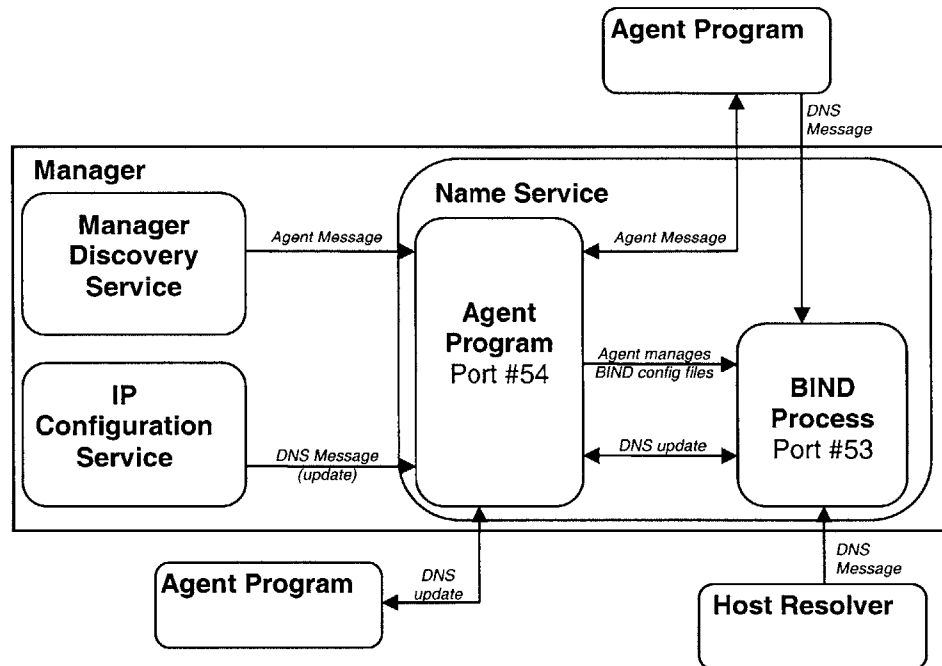 Agent Program
DNS
Message
Manager
Name Service
Manager
Discovery
Service
Agent Message
Agent Message
Agent
Program
Port #54
Agent manages
BIND config files
BIND
Process
Port #53
IP
Configuration
Service
DNS Message
(update)
DNS update
Agent Program
DNS
update
DNS
Message
Host Resolver